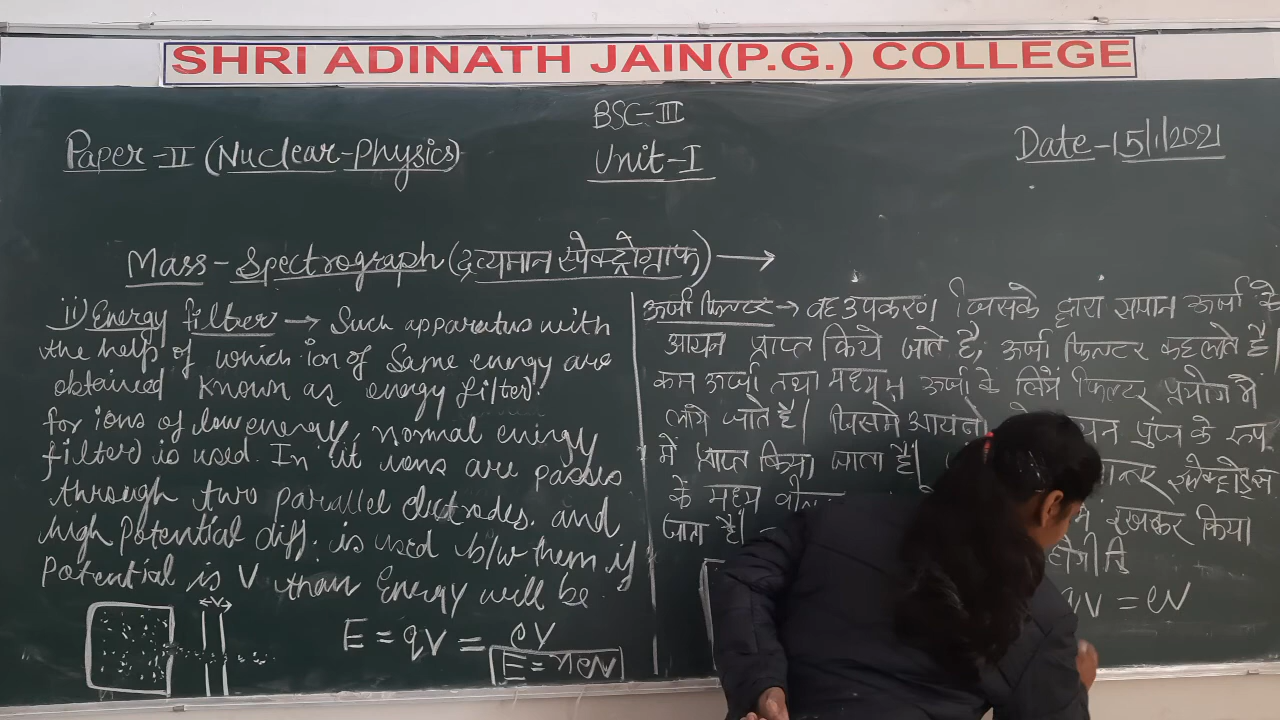 SHRI ADINATH JAIN(P.G.) COLLEGE
BSC-III
Paper-II (Nuclear-Physics)
Unit-I
Date-15/1/2021
Mass-Spectrograph (द्रव्यमान स्पेक्ट्रोग्राफ) →
ii) Energy filter → Such apparatus with
the help of which ion of same energy are
obtained known as energy filter.
for ions of low energy, normal energy
filter is used. In it ions are passes
through two parallel electrodes. and
high Potential diff. is used b/w them if
Potential is V than Energy will be.
V
E = qV = eV
E = neV
ऊर्जा फिल्टर → वह उपकरण जिसके द्वारा समान ऊर्जा के
आयन प्राप्त किये जाते है, ऊर्जा फिल्टर कहलाते है
कम ऊर्जा तथा मध्यम ऊर्जा के लिये फिल्टर प्रयोग में
लाये जाते है। जिसमे आयनो पुंज के रूप
में प्राप्त किया जाता है।
के मध्य
जाता है। रखकर किया
होगी
qV = eV